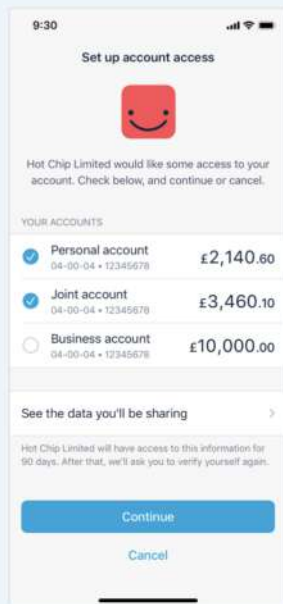 9:30
Set up account access
Hot Chip Limited would like some access to your
account. Check below, and continue or cancel.
YOUR ACCOUNTS
Personal account
04-00-04 • 12345678
£2,140.60
Joint account
04-00-04 • 12345678
£3,460.10
Business account
04-00-04 • 12345678
£10,000.00
See the data you'll be sharing
Hot Chip Limited will have access to this information for
90 days. After that, we'll ask you to verify yourself again.
Continue
Cancel